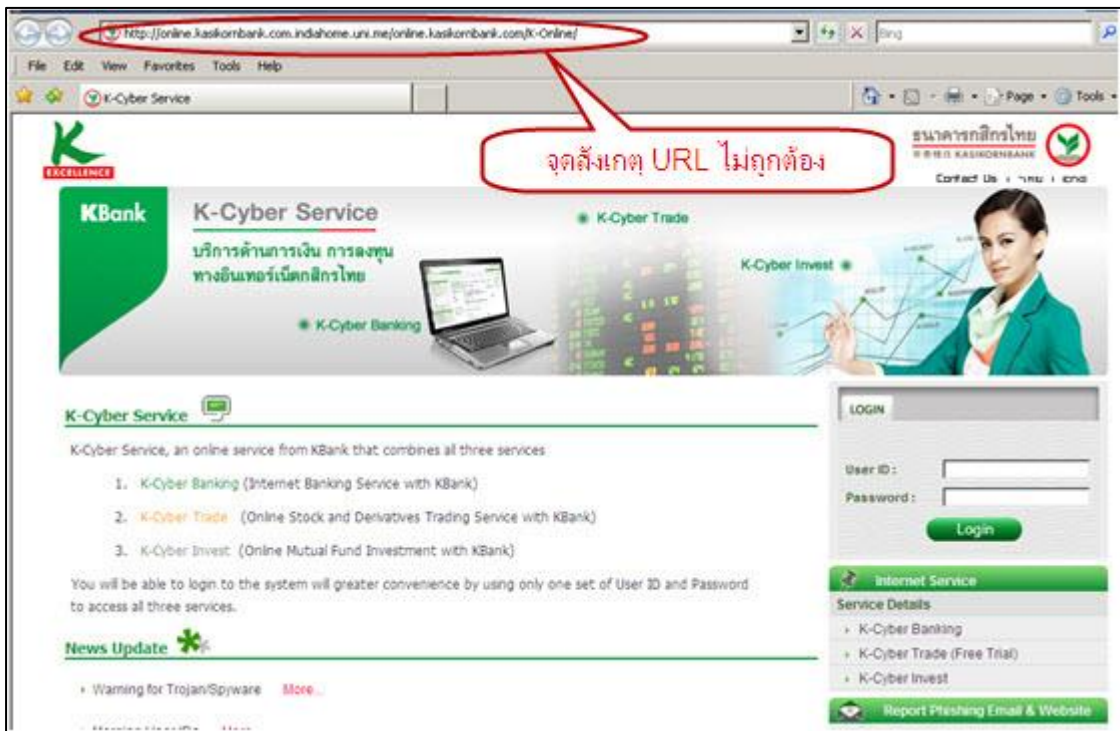 http://online.kasikornbank.com.indiahome.uni.me/online.kasikornbank.com/K-Online/
Bing
File Edit View Favorites Tools Help
K-Cyber Service
Page Tools
จุดสังเกตุ URL ไม่ถูกต้อง
K
EXCELLENCE
ธนาคารกสิกรไทย
KASIKORNBANK
Contact Us
KBank
K-Cyber Service
บริการด้านการเงิน การลงทุน
ทางอินเทอร์เน็ตกสิกรไทย
K-Cyber Trade
K-Cyber Invest
K-Cyber Banking
K-Cyber Service
K-Cyber Service, an online service from KBank that combines all three services
1. K-Cyber Banking (Internet Banking Service with KBank)
2. K-Cyber Trade (Online Stock and Derivatives Trading Service with KBank)
3. K-Cyber Invest (Online Mutual Fund Investment with KBank)
You will be able to login to the system will greater convenience by using only one set of User ID and Password
to access all three services.
News Update
Warning for Trojan/Spyware More...
LOGIN
User ID :
Password :
Login
Internet Service
Service Details
K-Cyber Banking
K-Cyber Trade (Free Trial)
K-Cyber Invest
Report Phishing Email & Website